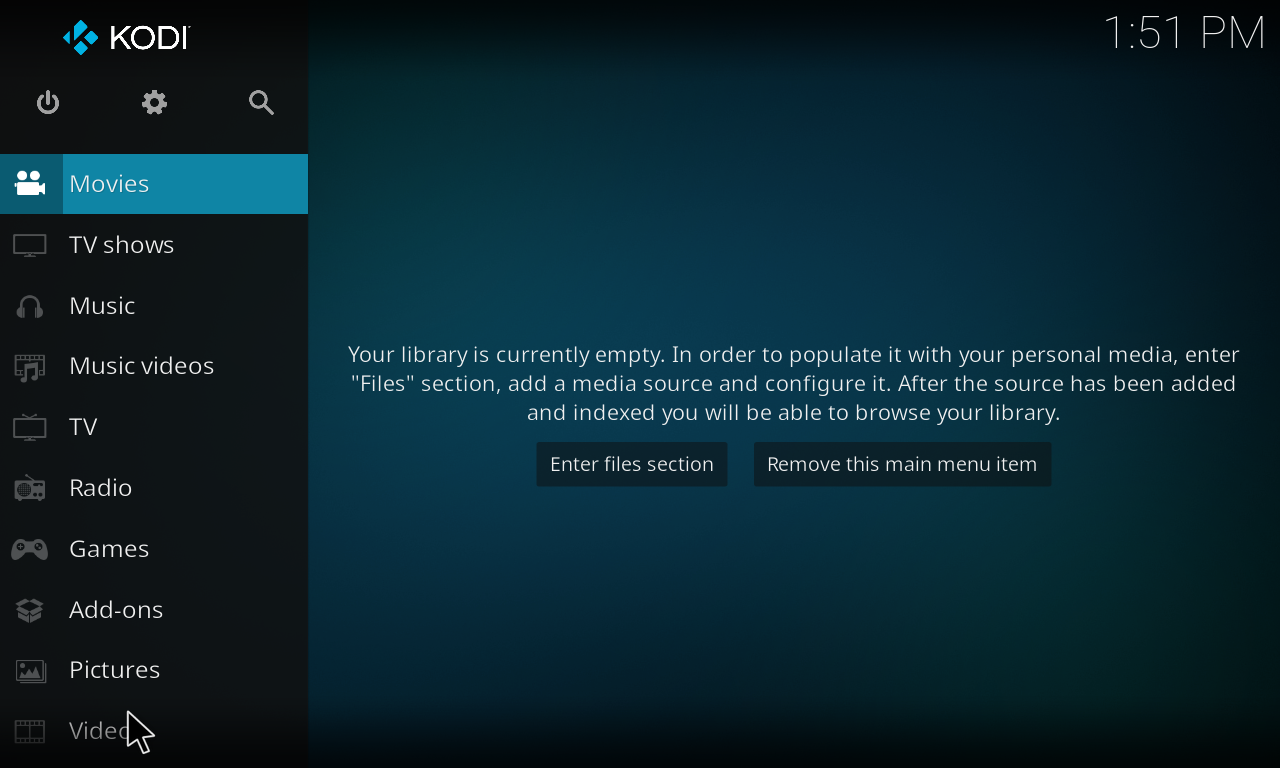 KODI
1:51 PM
Movies
TV shows
Music
Music videos
TV
Radio
Games
Add-ons
Pictures
Your library is currently empty. In order to populate it with your personal media, enter
"Files" section, add a media source and configure it. After the source has been added
and indexed you will be able to browse your library.
Enter files section
Remove this main menu item